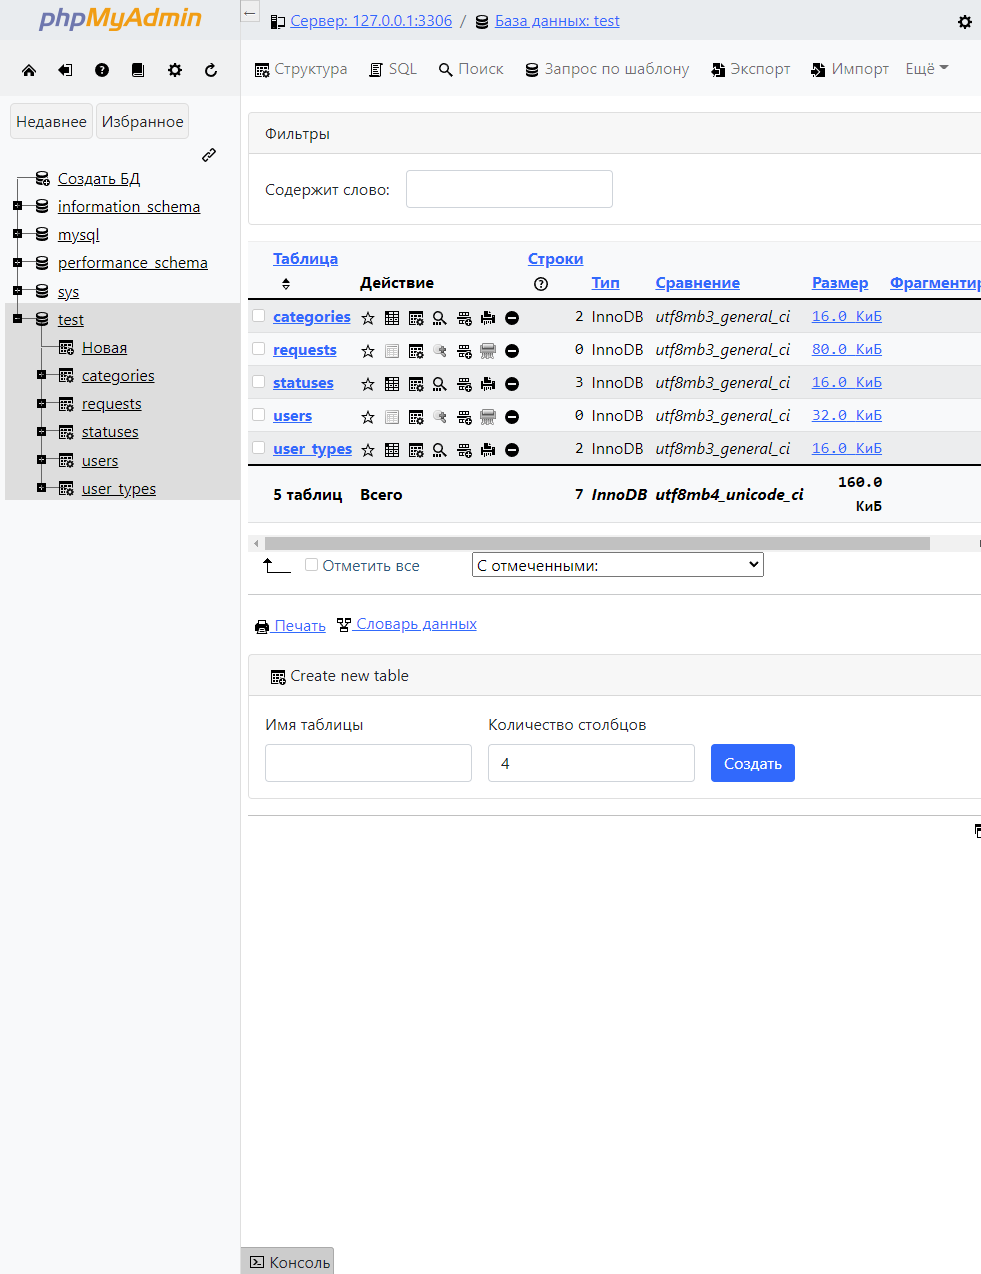 phpMyAdmin
Недавнее Избранное
Создать БД
information_schema
mysql
performance_schema
sys
test
Новая
categories
requests
statuses
users
user_types
← Сервер: 127.0.0.1:3306 / База данных: test
Структура SQL Поиск Запрос по шаблону Экспорт Импорт Ещё
Фильтры
Содержит слово:
Таблица Действие Строки Тип Сравнение Размер Фрагментир
categories 2 InnoDB utf8mb3_general_ci 16.0 КиБ
requests 0 InnoDB utf8mb3_general_ci 80.0 КиБ
statuses 3 InnoDB utf8mb3_general_ci 16.0 КиБ
users 0 InnoDB utf8mb3_general_ci 32.0 КиБ
user_types 2 InnoDB utf8mb3_general_ci 16.0 КиБ
5 таблиц Всего 7 InnoDB utf8mb4_unicode_ci 160.0 КиБ
Отметить все С отмеченными:
Печать Словарь данных
Create new table
Имя таблицы Количество столбцов
4 Создать
Консоль